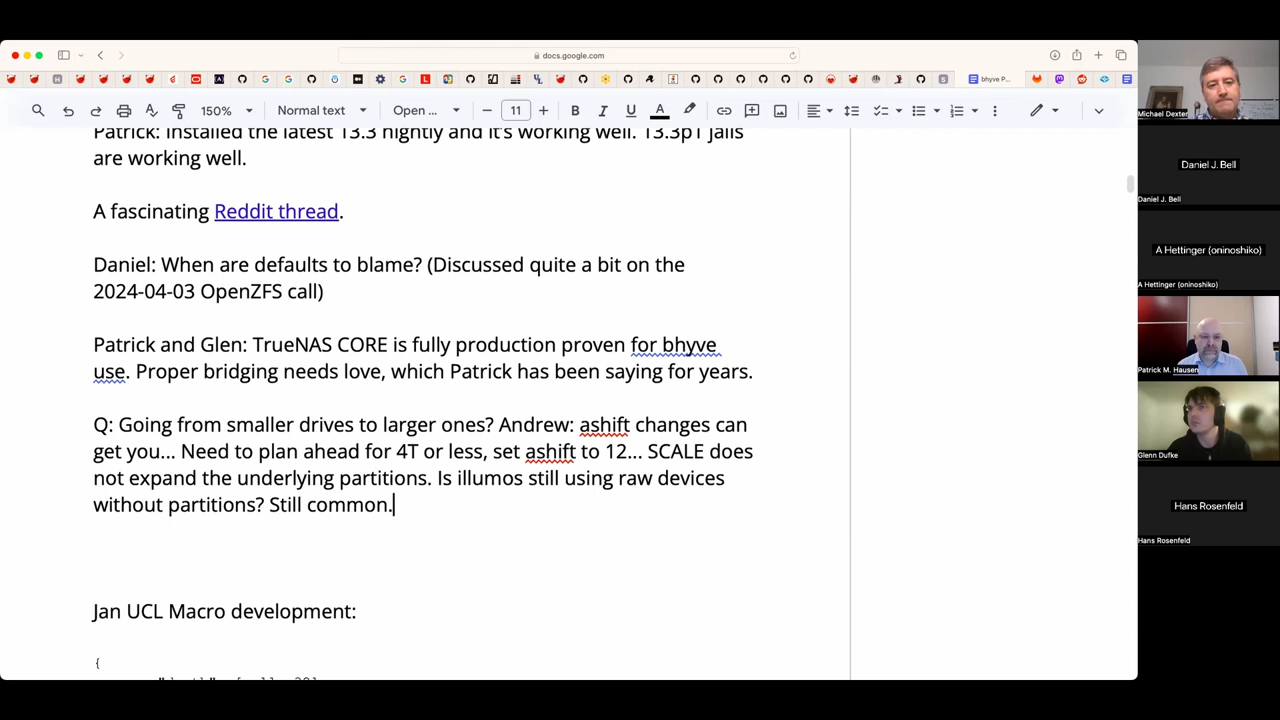 docs.google.com
bhyve P...
150%
Normal text
Open ...
11
Patrick: Installed the latest 13.3 nightly and it's working well. 13.3p1 jails
are working well.
A fascinating Reddit thread.
Daniel: When are defaults to blame? (Discussed quite a bit on the
2024-04-03 OpenZFS call)
Patrick and Glen: TrueNAS CORE is fully production proven for bhyve
use. Proper bridging needs love, which Patrick has been saying for years.
Q: Going from smaller drives to larger ones? Andrew: ashift changes can
get you... Need to plan ahead for 4T or less, set ashift to 12... SCALE does
not expand the underlying partitions. Is illumos still using raw devices
without partitions? Still common.
Jan UCL Macro development:
{
Michael Dexter
Daniel J. Bell
Daniel J. Bell
A Hettinger (oninoshiko)
A Hettinger (oninoshiko)
Patrick M. Hausen
Glenn Dufke
Hans Rosenfeld
Hans Rosenfeld